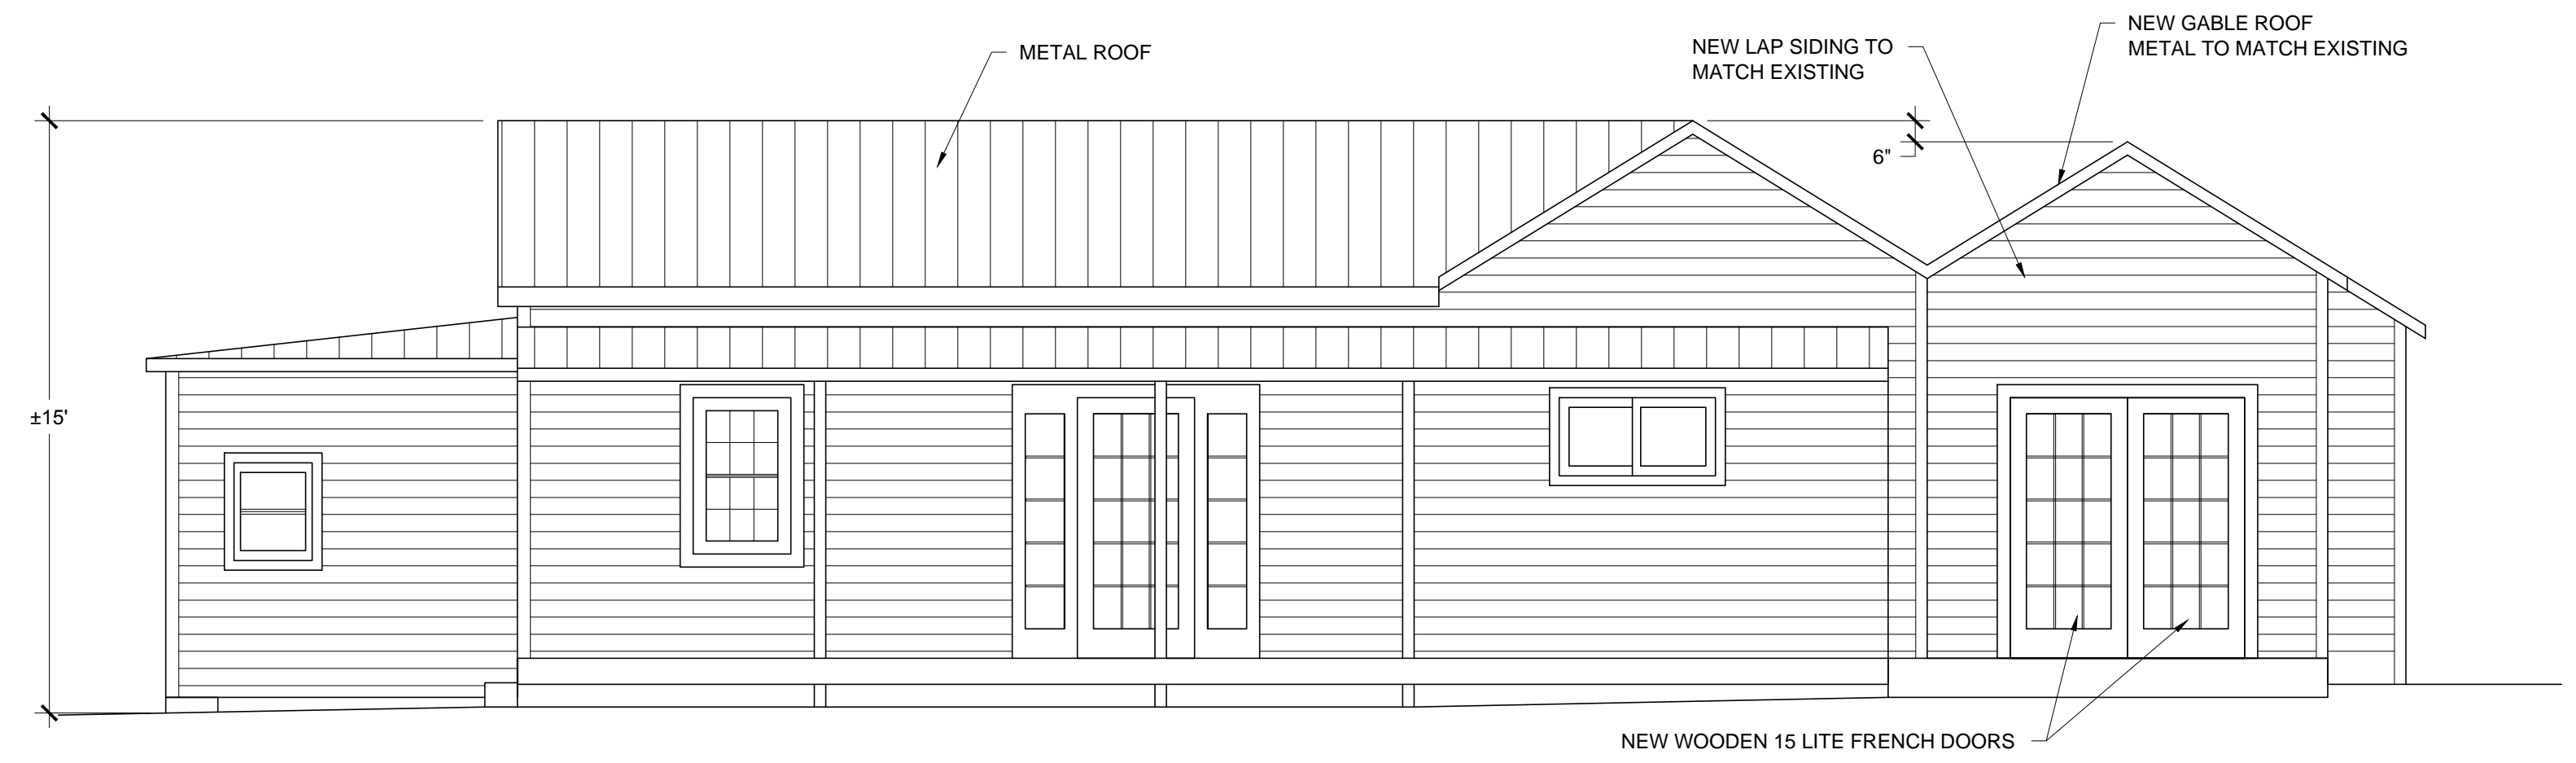 NEW GABLE ROOF
METAL TO MATCH EXISTING
NEW LAP SIDING TO
MATCH EXISTING
METAL ROOF
6"
±15'
NEW WOODEN 15 LITE FRENCH DOORS